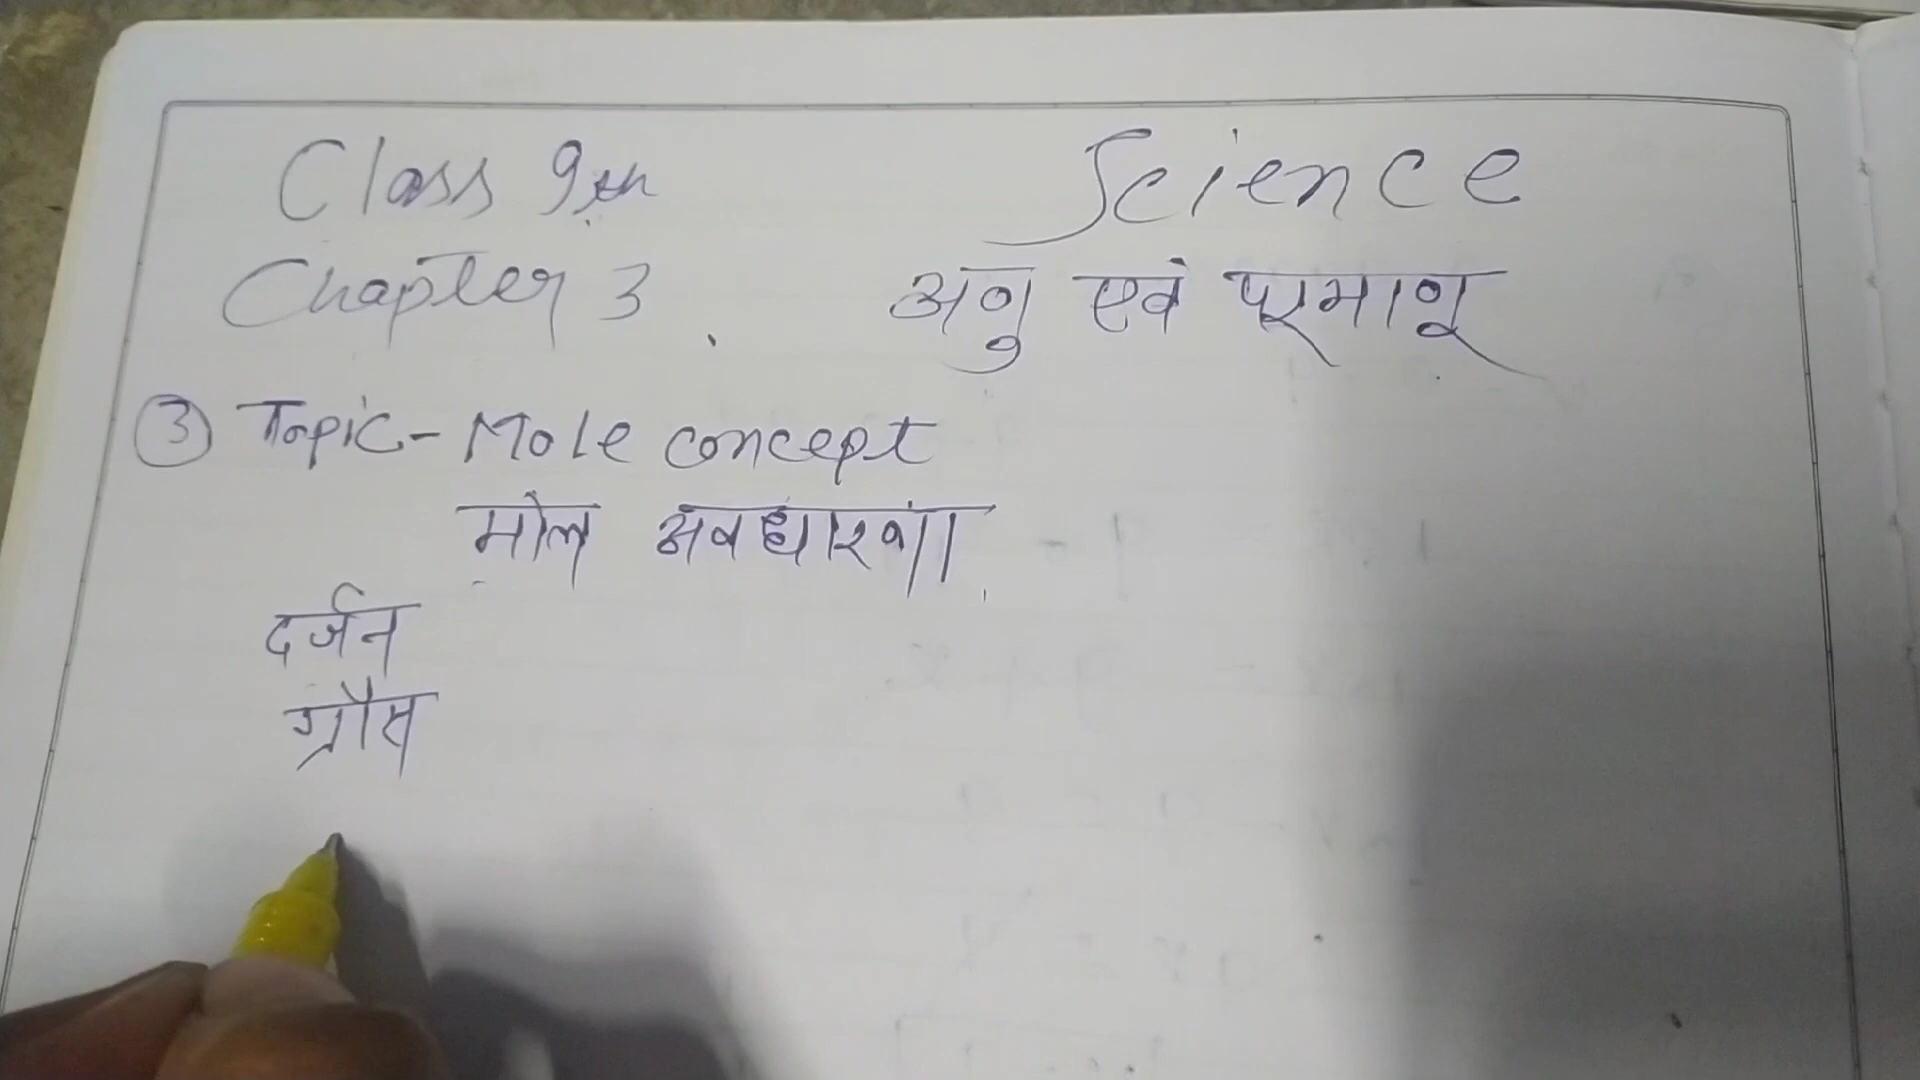 Class 9th Science
Chapter 3 अणु एवं परमाणू
③ Topic - Mole concept
मोल अवधारणा
दर्जन
ग्रौस